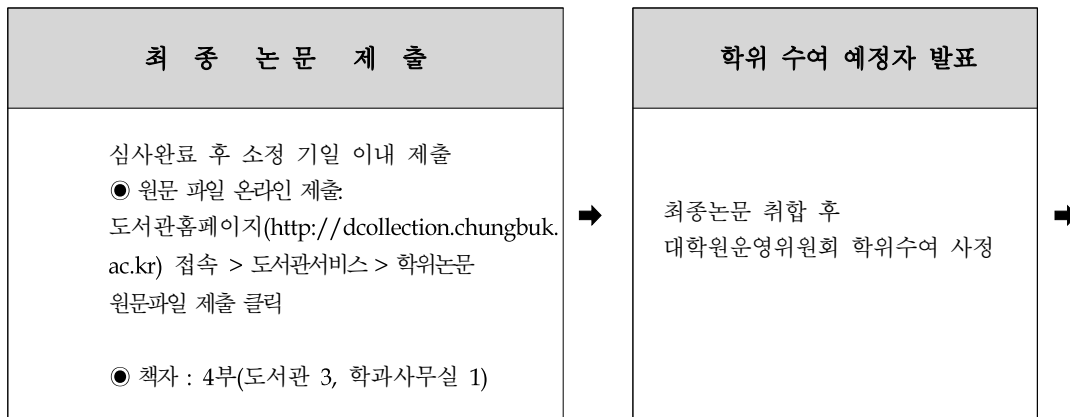 최 종 논 문 제 출
심사완료 후 소정 기일 이내 제출
◉ 원문 파일 온라인 제출:
도서관홈페이지(http://dcollection.chungbuk.
ac.kr) 접속 > 도서관서비스 > 학위논문
원문파일 제출 클릭
◉ 책자 : 4부(도서관 3, 학과사무실 1)
➡
학위 수여 예정자 발표
최종논문 취합 후
대학원운영위원회 학위수여 사정
➡